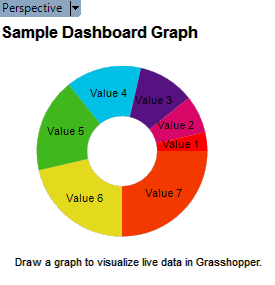 Perspective
Sample Dashboard Graph
Value 4
Value 3
Value 2
Value 5
Value 1
Value 6
Value 7
Draw a graph to visualize live data in Grasshopper.